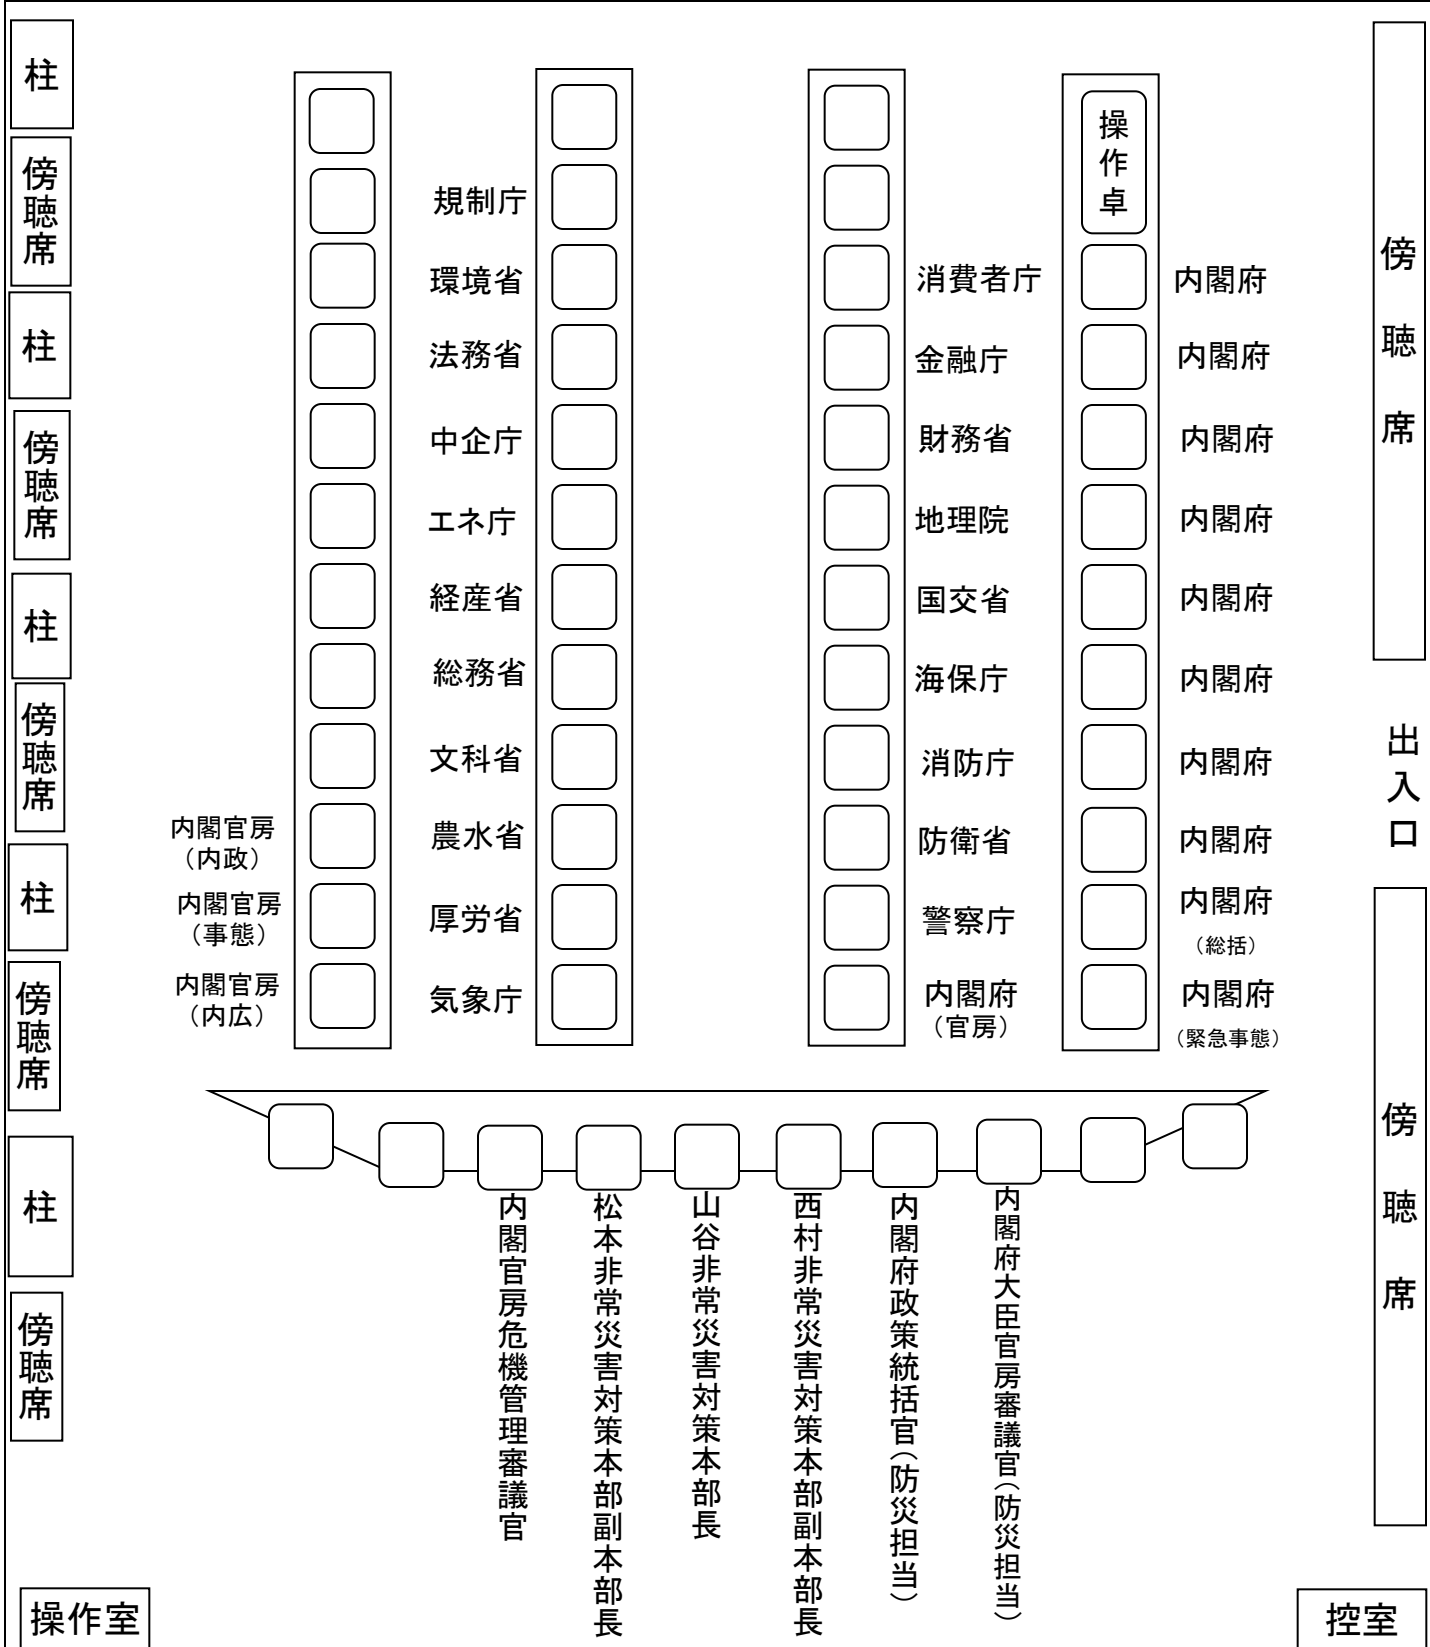 柱
傍聴席
柱
傍聴席
柱
傍聴席
柱
傍聴席
柱
傍聴席
操作室
内閣官房
（内政）
内閣官房
（事態）
内閣官房
（内広）
規制庁
環境省
法務省
中企庁
エネ庁
経産省
総務省
文科省
農水省
厚労省
気象庁
消費者庁
金融庁
財務省
地理院
国交省
海保庁
消防庁
防衛省
警察庁
内閣府
（官房）
操作卓
内閣府
内閣府
内閣府
内閣府
内閣府
内閣府
内閣府
内閣府
内閣府
（総括）
内閣府
（緊急事態）
内閣官房危機管理審議官
松本非常災害対策本部副本部長
山谷非常災害対策本部長
西村非常災害対策本部副本部長
内閣府政策統括官（防災担当）
内閣府大臣官房審議官（防災担当）
傍聴席
出入口
傍聴席
控室